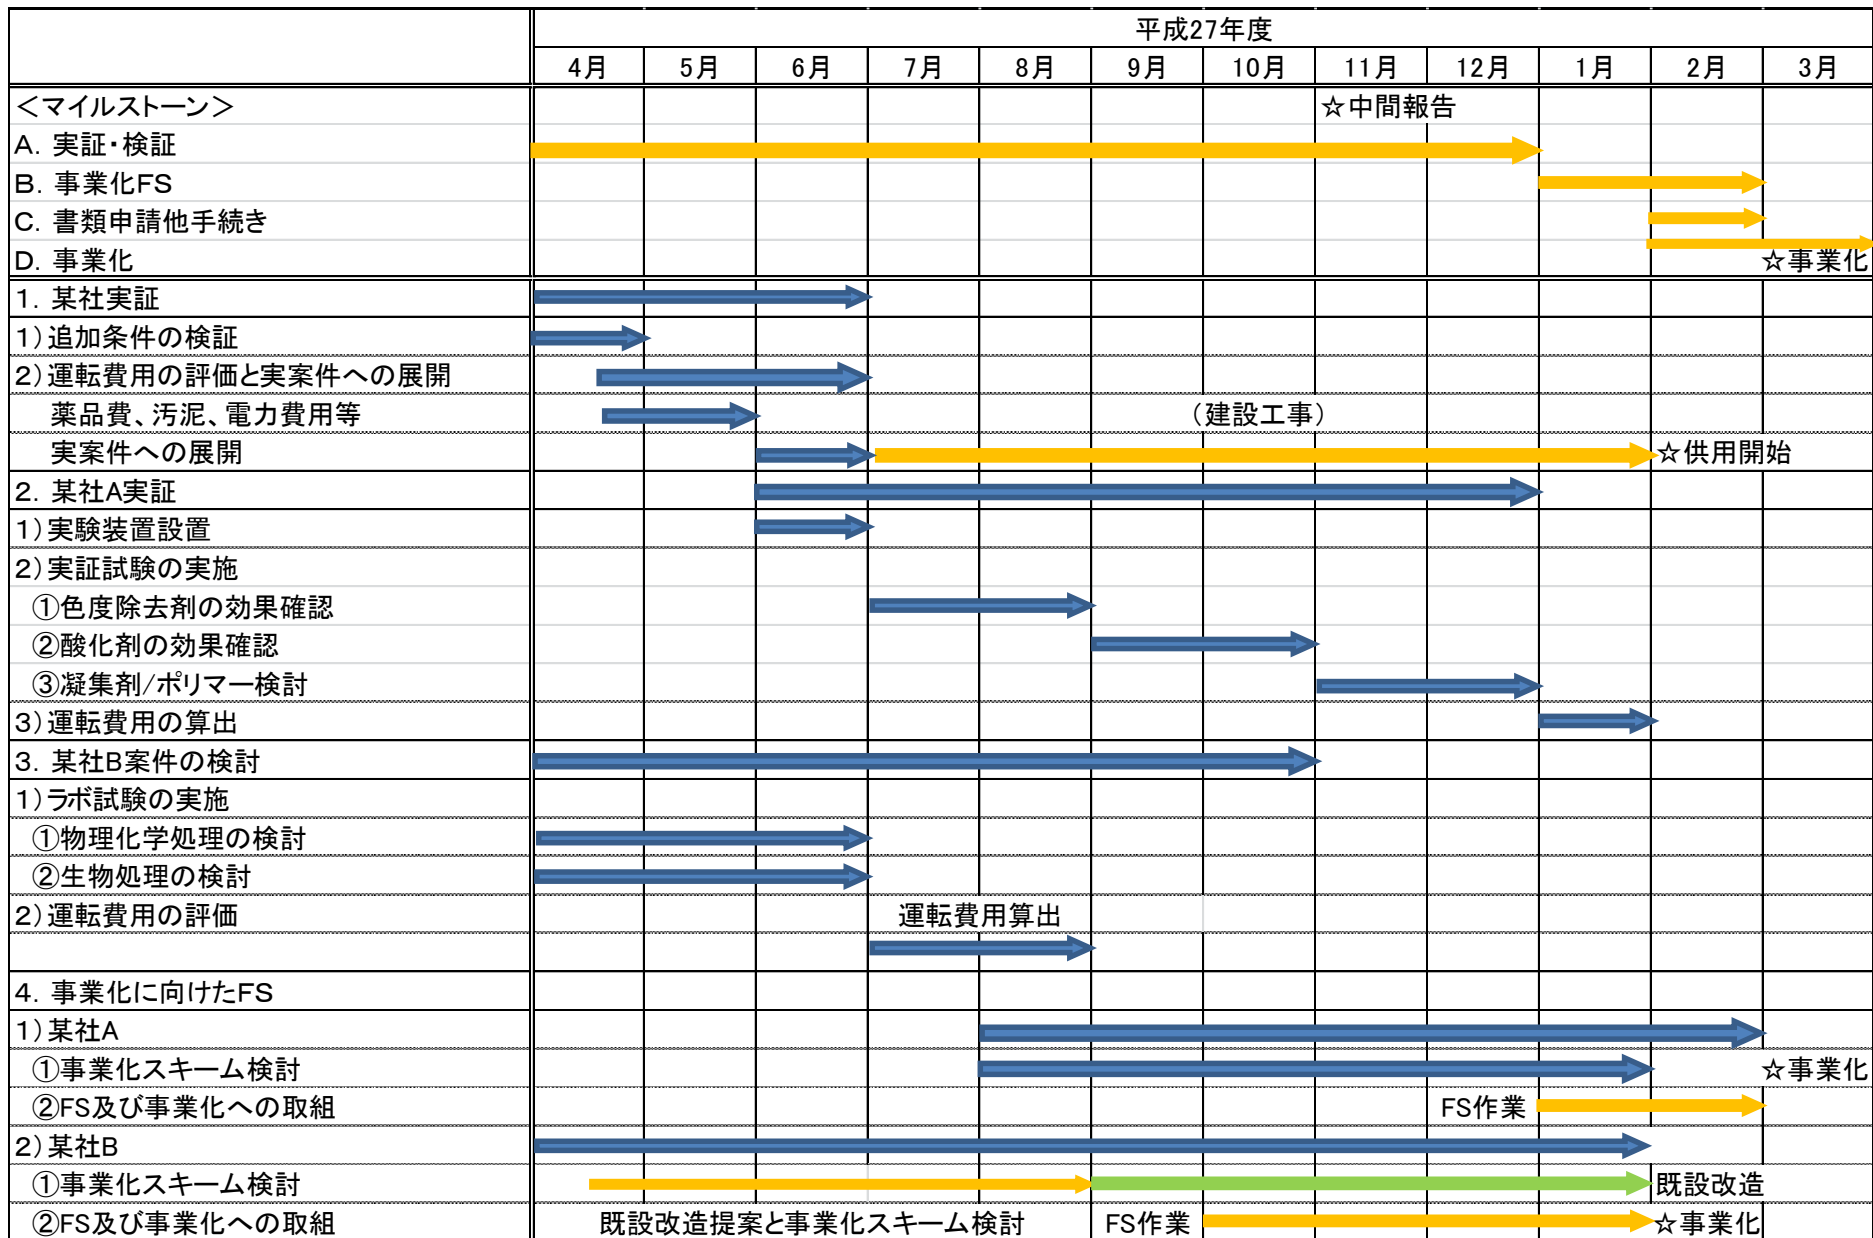 平成27年度
4月 5月 6月 7月 8月 9月 10月 11月 12月 1月 2月 3月
＜マイルストーン＞ ☆中間報告
A. 実証・検証
B. 事業化FS
C. 書類申請他手続き
D. 事業化 ☆事業化
1. 某社実証
1)追加条件の検証
2)運転費用の評価と実案件への展開
薬品費、汚泥、電力費用等 （建設工事）
実案件への展開 ☆供用開始
2. 某社A実証
1)実験装置設置
2)実証試験の実施
①色度除去剤の効果確認
②酸化剤の効果確認
③凝集剤/ポリマー検討
3)運転費用の算出
3. 某社B案件の検討
1)ラボ試験の実施
①物理化学処理の検討
②生物処理の検討
2)運転費用の評価 運転費用算出
4. 事業化に向けたFS
1)某社A
①事業化スキーム検討 ☆事業化
②FS及び事業化への取組 FS作業
2)某社B
①事業化スキーム検討 既設改造
②FS及び事業化への取組 既設改造提案と事業化スキーム検討 FS作業 ☆事業化